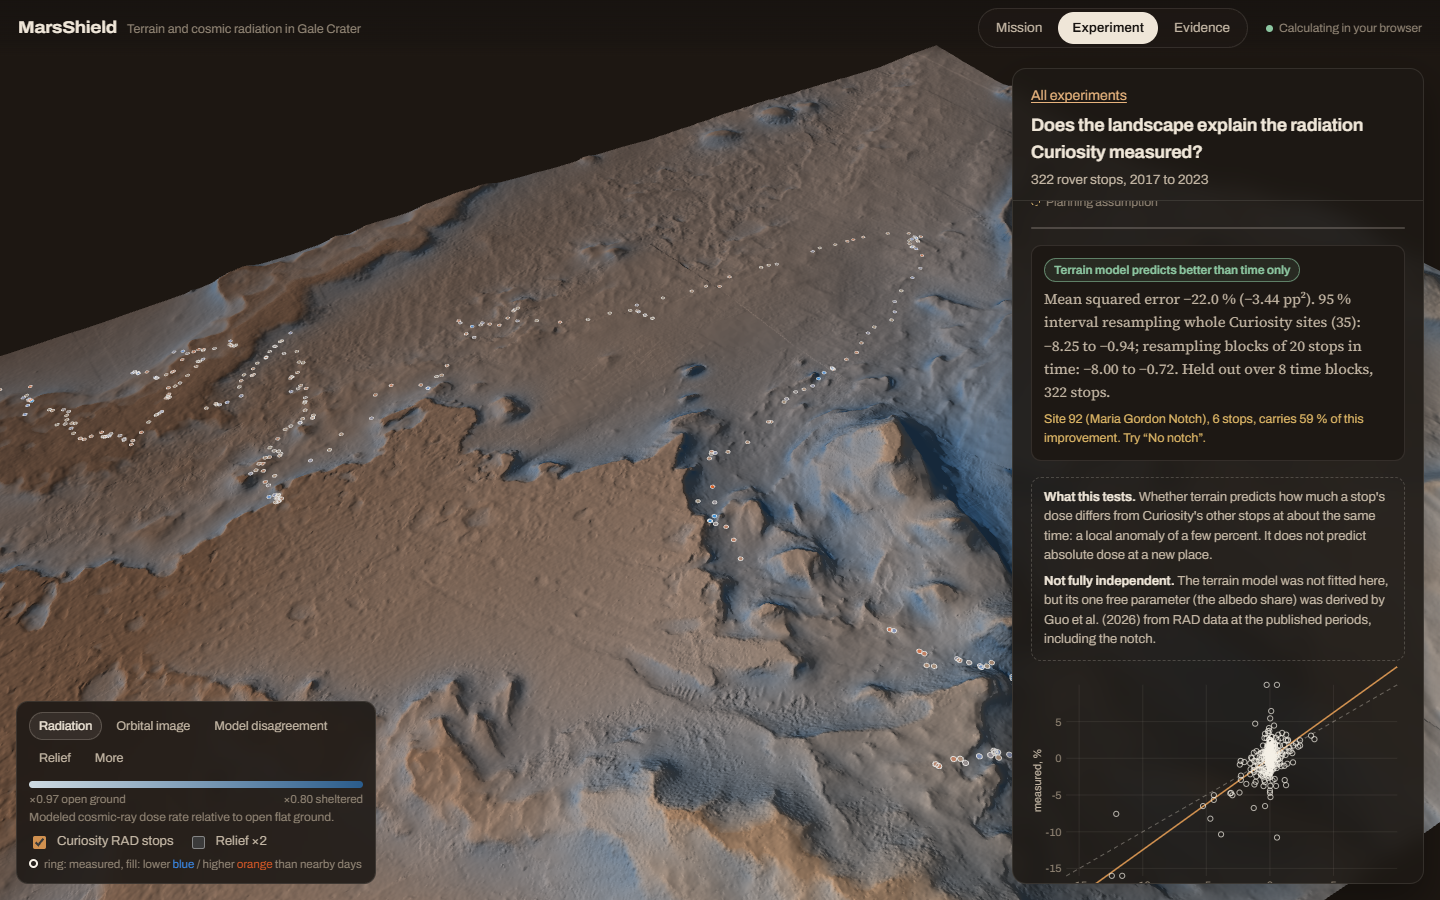 MarsShield Terrain and cosmic radiation in Gale Crater
Mission Experiment Evidence
Calculating in your browser
All experiments
Does the landscape explain the radiation
Curiosity measured?
322 rover stops, 2017 to 2023
Planning assumption
Terrain model predicts better than time only
Mean squared error −22.0 % (−3.44 pp²). 95 %
interval resampling whole Curiosity sites (35):
−8.25 to −0.94; resampling blocks of 20 stops in
time: −8.00 to −0.72. Held out over 8 time blocks,
322 stops.
Site 92 (Maria Gordon Notch), 6 stops, carries 59 % of this
improvement. Try “No notch”.
What this tests. Whether terrain predicts how much a stop's
dose differs from Curiosity's other stops at about the same
time: a local anomaly of a few percent. It does not predict
absolute dose at a new place.
Not fully independent. The terrain model was not fitted here,
but its one free parameter (the albedo share) was derived by
Guo et al. (2026) from RAD data at the published periods,
including the notch.
measured, %
5
0
-5
-10
-15
Radiation Orbital image Model disagreement
Relief More
×0.97 open ground ×0.80 sheltered
Modeled cosmic-ray dose rate relative to open flat ground.
Curiosity RAD stops Relief ×2
ring: measured, fill: lower blue / higher orange than nearby days